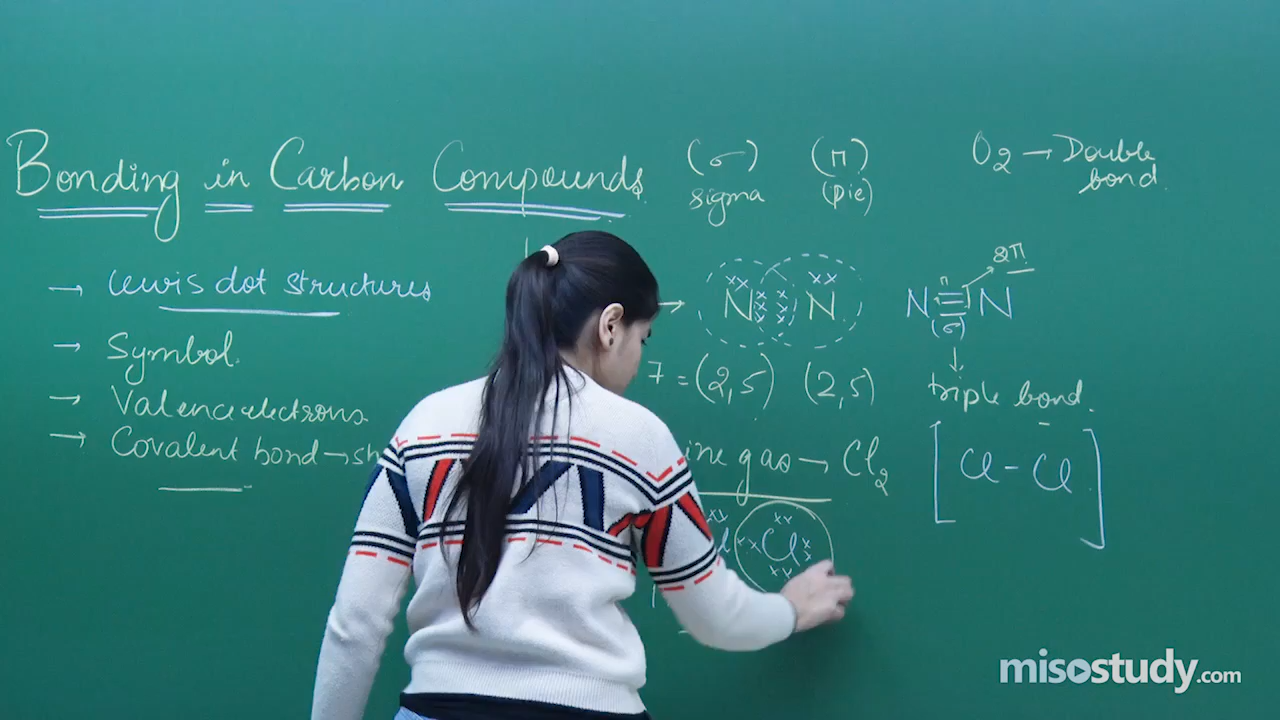 Bonding in Carbon Compounds
→ Lewis dot structures
→ Symbol.
→ Valence electrons
→ Covalent bond → sh
(σ) (π)
sigma (pie)
O2 → Double
bond.
→ N N
7 = (2,5) (2,5)
N ≡ N
2π
(σ)
triple bond.
ine gas → Cl2
Cl
[Cl - Cl]
misostudy.com